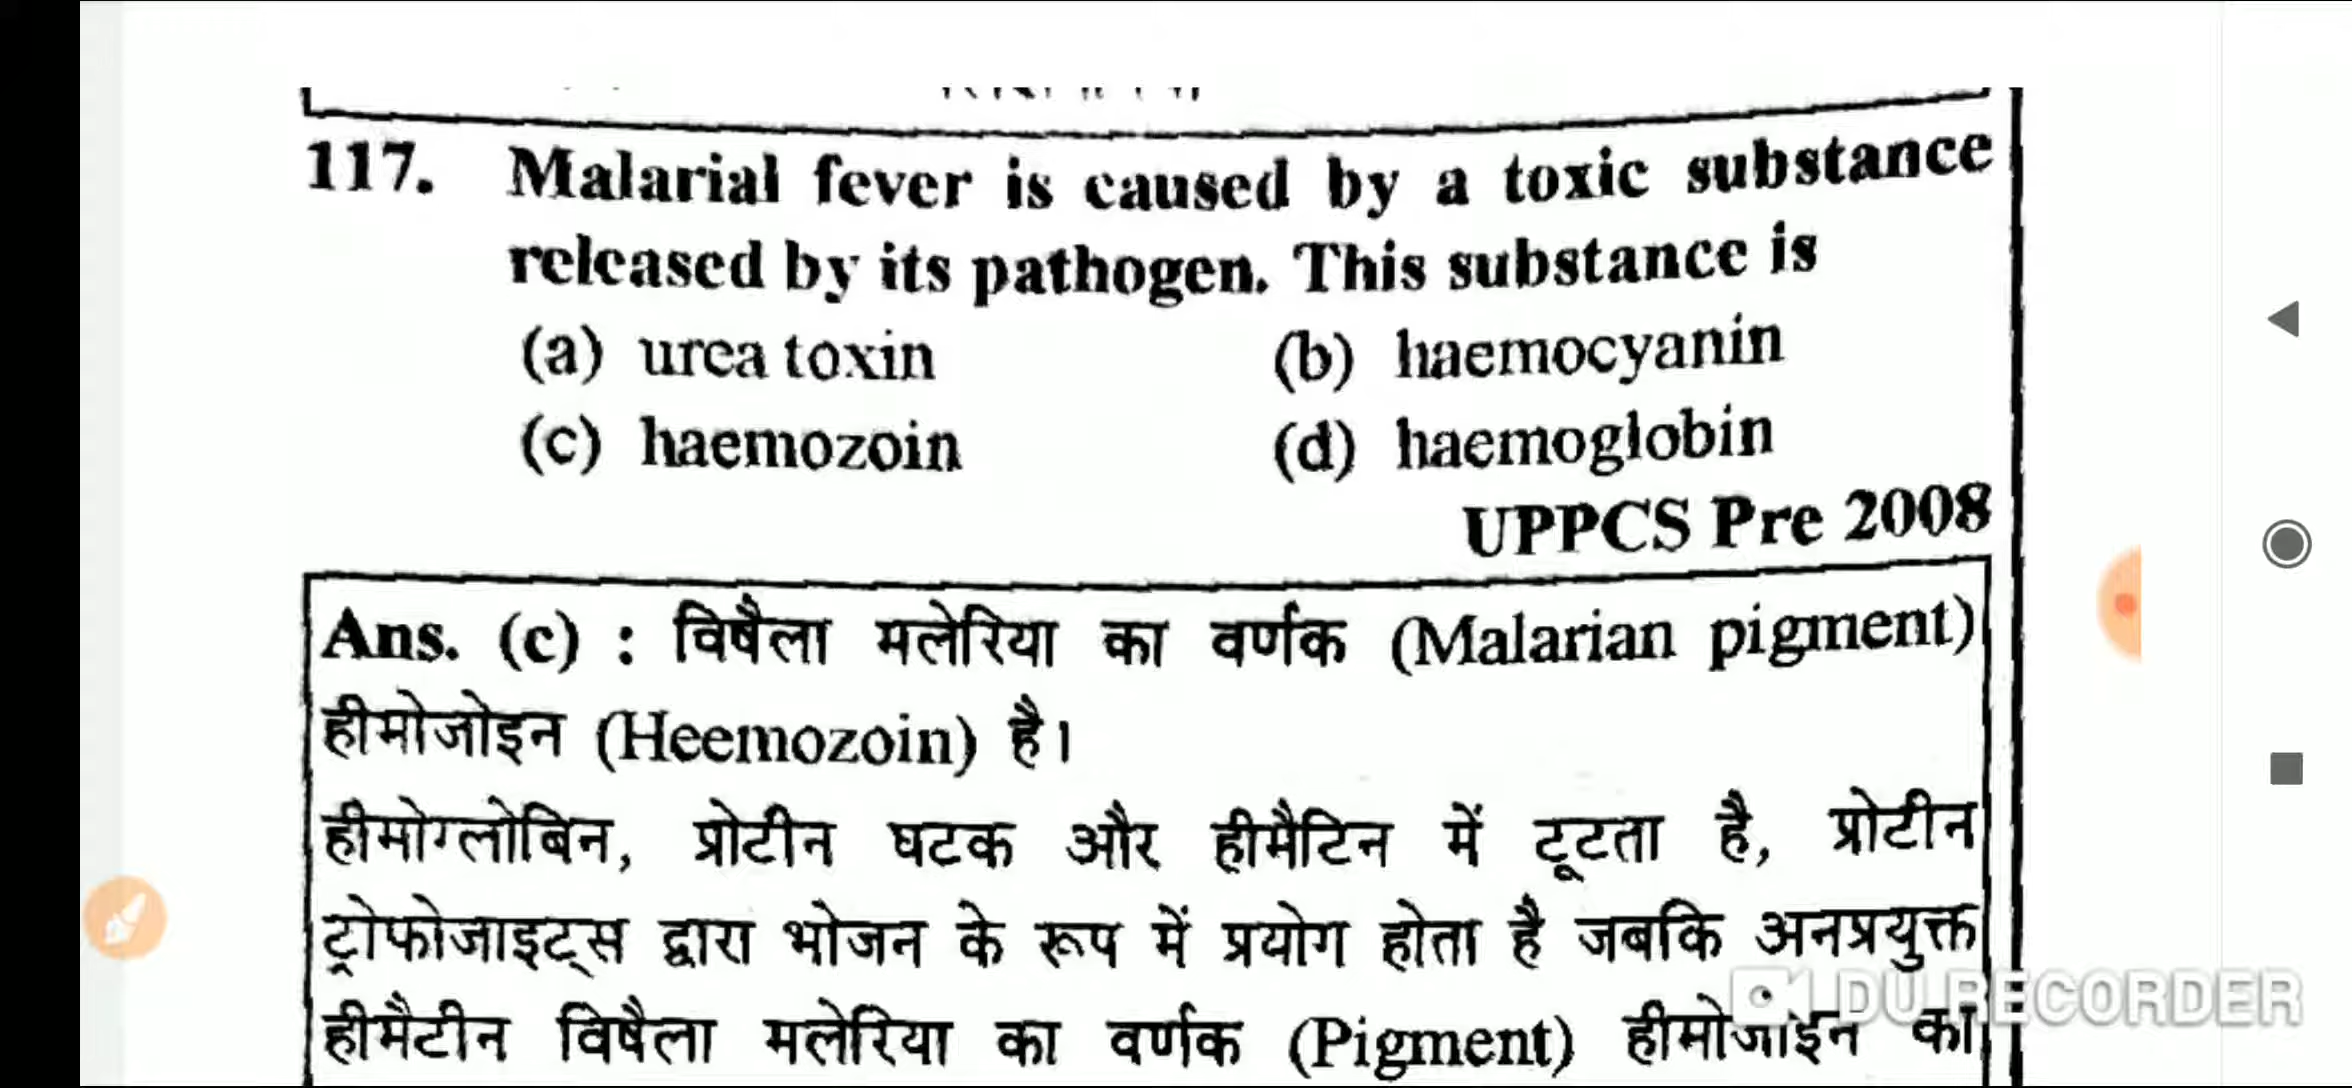 117. Malarial fever is caused by a toxic substance
released by its pathogen. This substance is
(a) urea toxin (b) haemocyanin
(c) haemozoin (d) haemoglobin
UPPCS Pre 2008
Ans. (c) : विषैला मलेरिया का वर्णक (Malarian pigment)
हीमोजोइन (Heemozoin) है।
हीमोग्लोबिन, प्रोटीन घटक और हीमैटिन में टूटता है, प्रोटीन
ट्रोफोजाइट्स द्वारा भोजन के रूप में प्रयोग होता है जबकि अनप्रयुक्त
हीमैटीन विषैला मलेरिया का वर्णक (Pigment) हीमोजोइन का
DU RECORDER